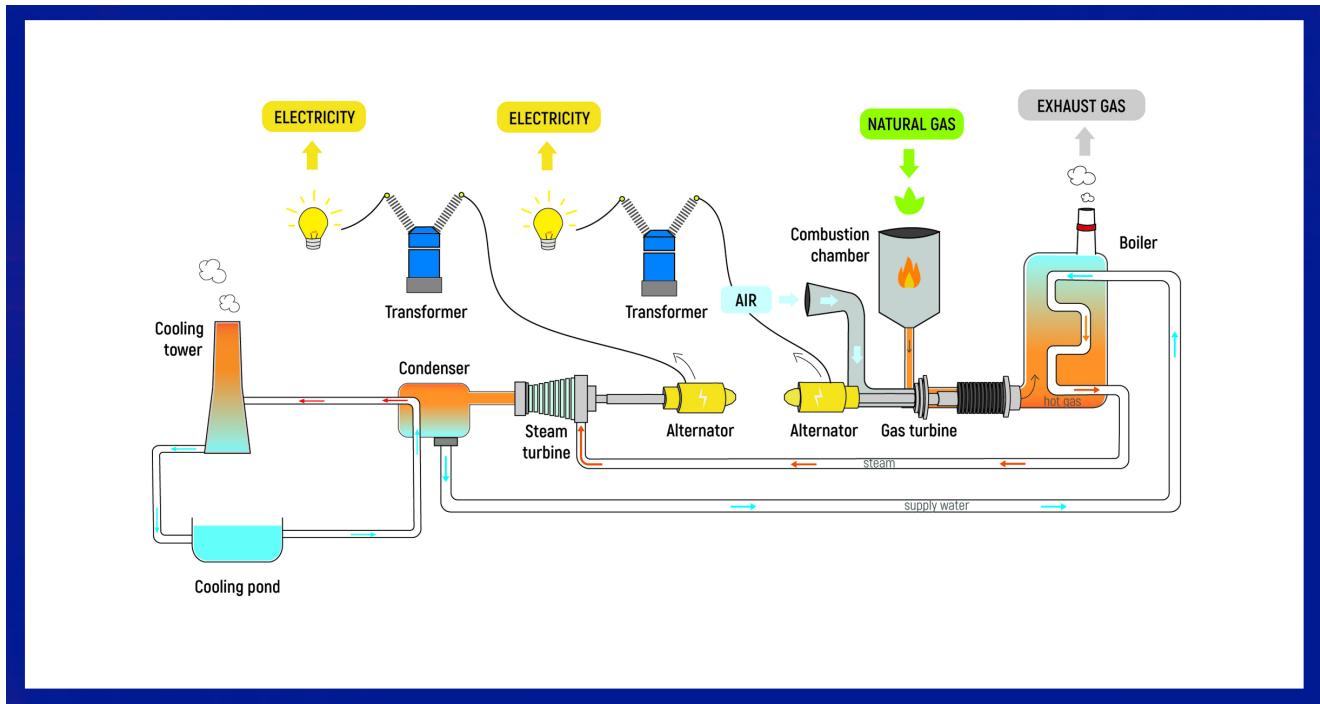 ELECTRICITY
ELECTRICITY
NATURAL GAS
EXHAUST GAS
Combustion
chamber
Boiler
AIR
Transformer
Transformer
Cooling
tower
Condenser
hot gas
Steam
turbine
Alternator
Alternator
Gas turbine
steam
supply water
Cooling pond